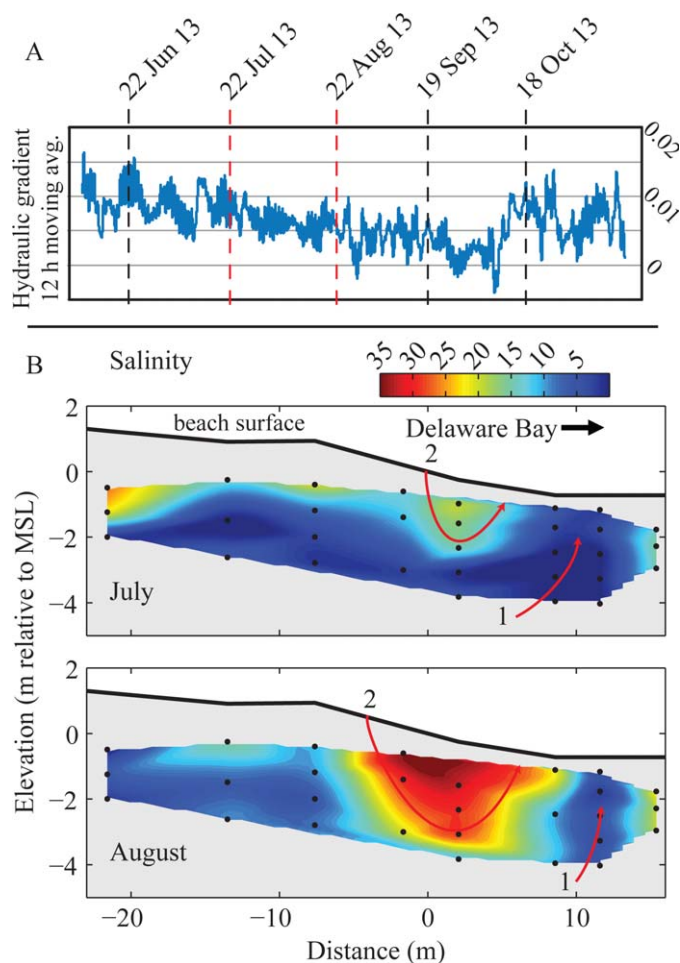 A
22 Jun 13
22 Jul 13
22 Aug 13
19 Sep 13
18 Oct 13
Hydraulic gradient
12 h moving avg.
0.02
0.01
0
B
Salinity
35
30
25
20
15
10
5
beach surface
Delaware Bay
2
0
−2
−4
2
1
July
Elevation (m relative to MSL)
2
0
−2
−4
2
1
August
−20
−10
0
10
Distance (m)